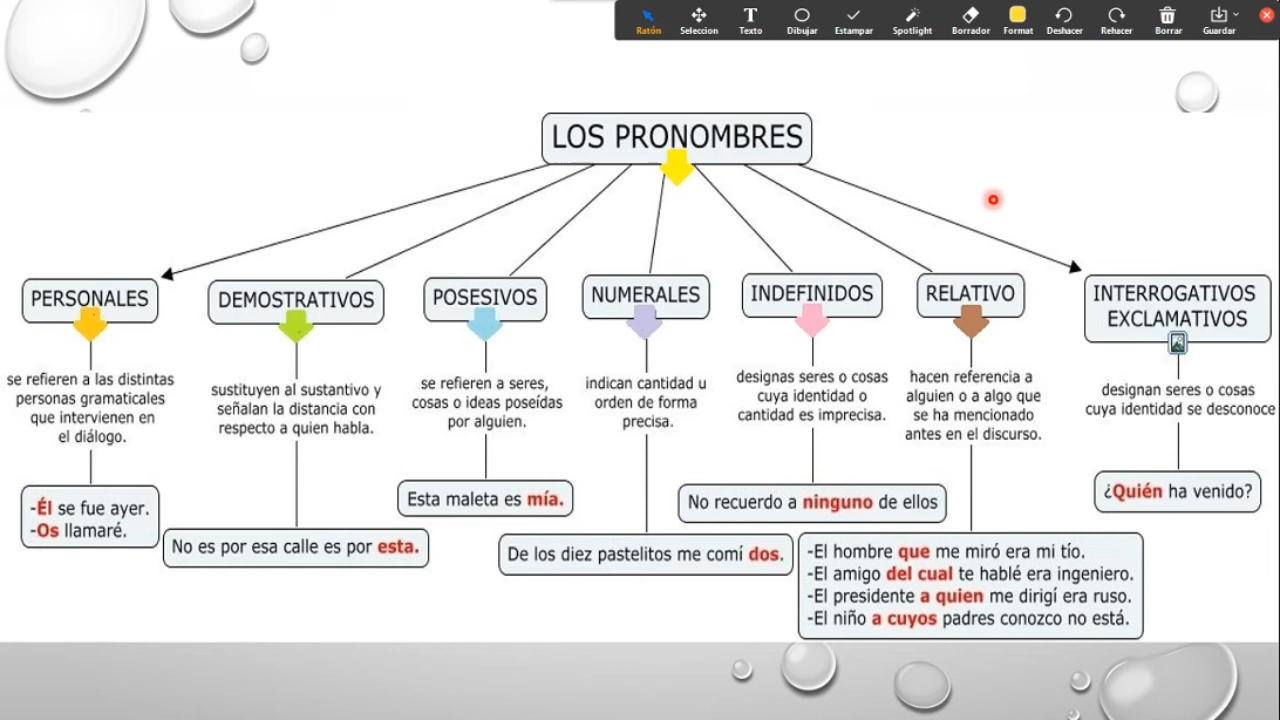 Ratón Seleccion Texto Dibujar Estampar Spotlight Borrador Format Deshacer Rehacer Borrar Guardar
LOS PRONOMBRES
PERSONALES
se refieren a las distintas
personas gramaticales
que intervienen en
el diálogo.
-Él se fue ayer.
-Os llamaré.
DEMOSTRATIVOS
sustituyen al sustantivo y
señalan la distancia con
respecto a quien habla.
No es por esa calle es por esta.
POSESIVOS
se refieren a seres,
cosas o ideas poseídas
por alguien.
Esta maleta es mía.
NUMERALES
indican cantidad u
orden de forma
precisa.
De los diez pastelitos me comí dos.
INDEFINIDOS
designas seres o cosas
cuya identidad o
cantidad es imprecisa.
No recuerdo a ninguno de ellos
RELATIVO
hacen referencia a
alguien o a algo que
se ha mencionado
antes en el discurso.
-El hombre que me miró era mi tío.
-El amigo del cual te hablé era ingeniero.
-El presidente a quien me dirigí era ruso.
-El niño a cuyos padres conozco no está.
INTERROGATIVOS
EXCLAMATIVOS
designan seres o cosas
cuya identidad se desconoce
¿Quién ha venido?